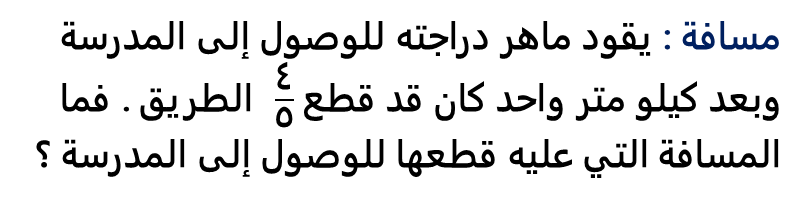 مسافة : يقود ماهر دراجته للوصول إلى المدرسة
وبعد كيلو متر واحد كان قد قطع ٤/٥ الطريق . فما
المسافة التي عليه قطعها للوصول إلى المدرسة ؟